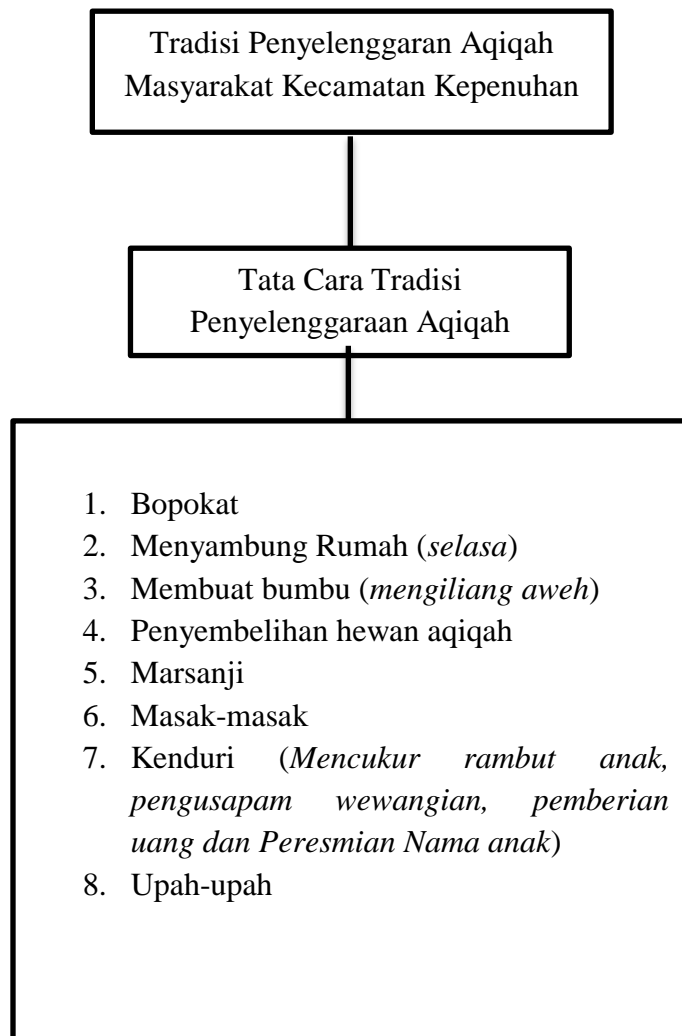 Tradisi Penyelenggaran Aqiqah
Masyarakat Kecamatan Kepenuhan
Tata Cara Tradisi
Penyelenggaraan Aqiqah
1. Bopokat
2. Menyambung Rumah (selasa)
3. Membuat bumbu (mengiliang aweh)
4. Penyembelihan hewan aqiqah
5. Marsanji
6. Masak-masak
7. Kenduri (Mencukur rambut anak,
pengusapam wewangian, pemberian
uang dan Peresmian Nama anak)
8. Upah-upah